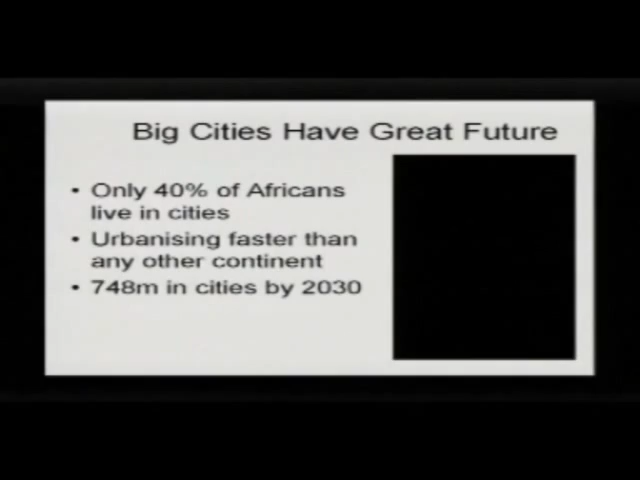 Big Cities Have Great Future
• Only 40% of Africans
live in cities
• Urbanising faster than
any other continent
• 748m in cities by 2030